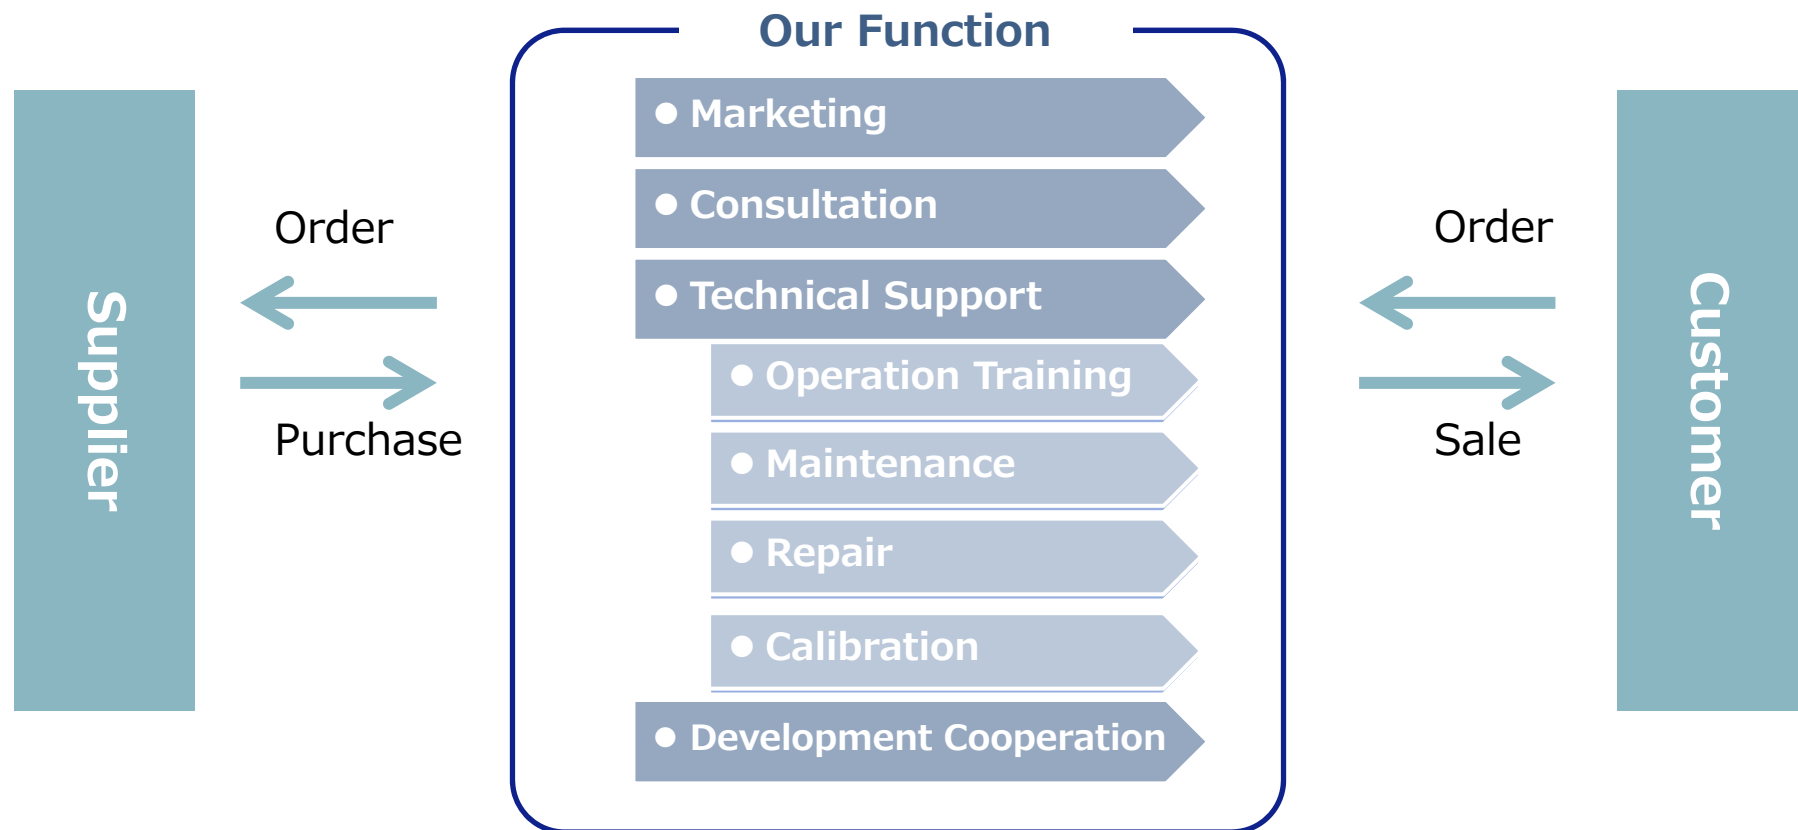 Our Function
Supplier
Order
Purchase
● Marketing
● Consultation
● Technical Support
● Operation Training
● Maintenance
● Repair
● Calibration
● Development Cooperation
Order
Sale
Customer